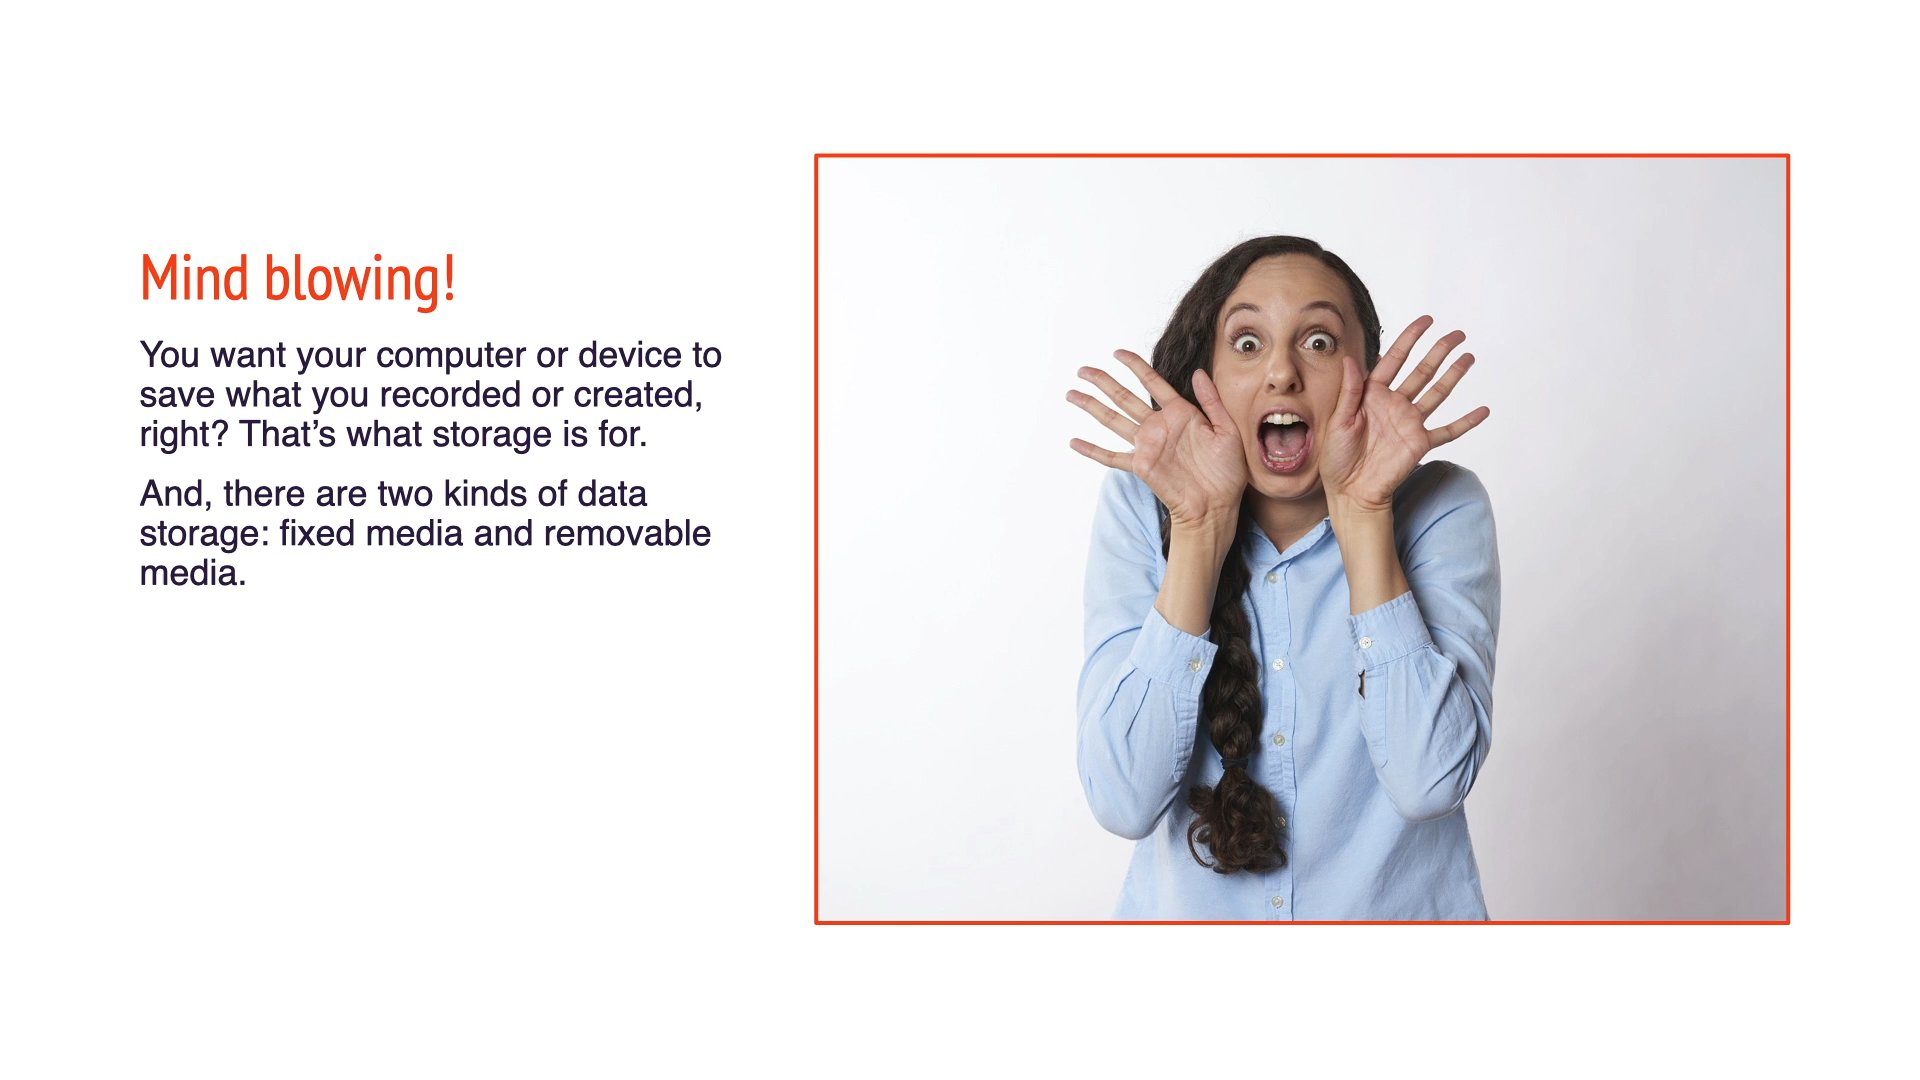 Mind blowing!
You want your computer or device to
save what you recorded or created,
right? That’s what storage is for.
And, there are two kinds of data
storage: fixed media and removable
media.